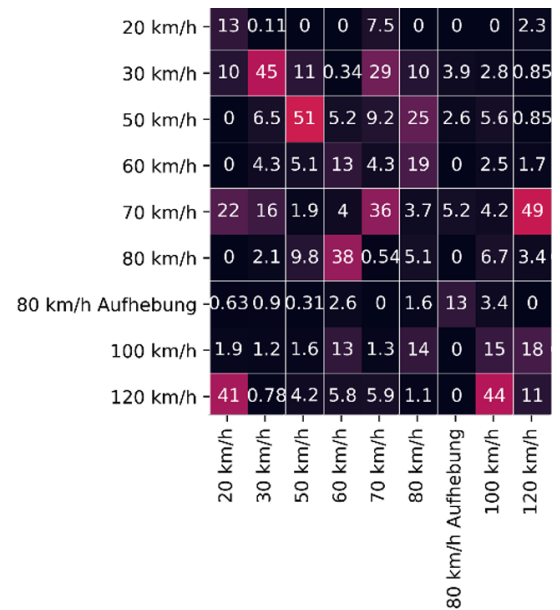 20 km/h 13 0.11 0 0 7.5 0 0 0 2.3
30 km/h 10 45 11 0.34 29 10 3.9 2.8 0.85
50 km/h 0 6.5 51 5.2 9.2 25 2.6 5.6 0.85
60 km/h 0 4.3 5.1 13 4.3 19 0 2.5 1.7
70 km/h 22 16 1.9 4 36 3.7 5.2 4.2 49
80 km/h 0 2.1 9.8 38 0.54 5.1 0 6.7 3.4
80 km/h Aufhebung 0.63 0.9 0.31 2.6 0 1.6 13 3.4 0
100 km/h 1.9 1.2 1.6 13 1.3 14 0 15 18
120 km/h 41 0.78 4.2 5.8 5.9 1.1 0 44 11
20 km/h
30 km/h
50 km/h
60 km/h
70 km/h
80 km/h
80 km/h Aufhebung
100 km/h
120 km/h